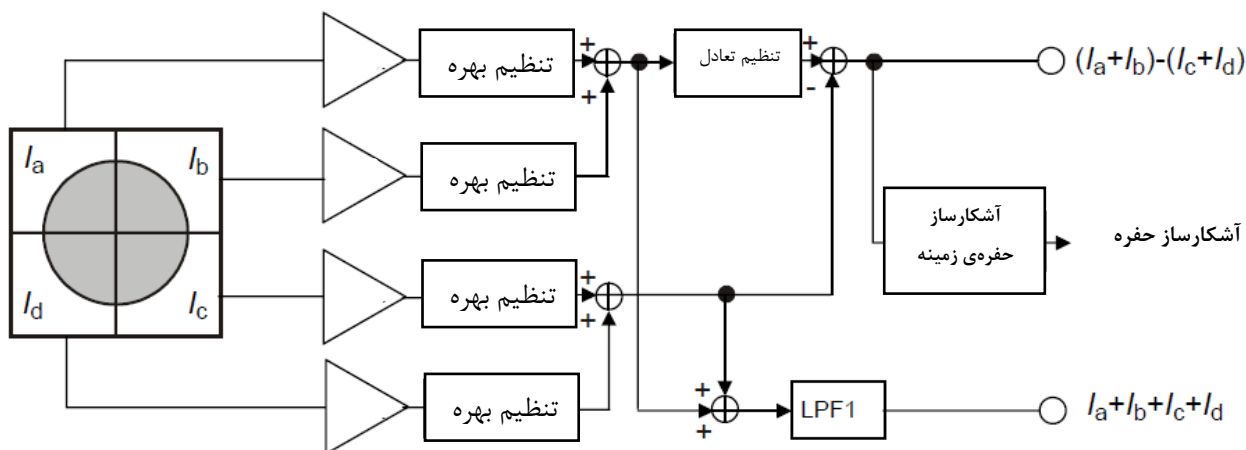 تنظیم بهره
+
+
تنظیم تعادل
+
-
(Ia+Ib)-(Ic+Id)
Ia
Ib
تنظیم بهره
آشکارساز
حفره‌ی زمینه
آشکارساز حفره
Id
Ic
تنظیم بهره
+
+
تنظیم بهره
+
+
LPF1
Ia+Ib+Ic+Id